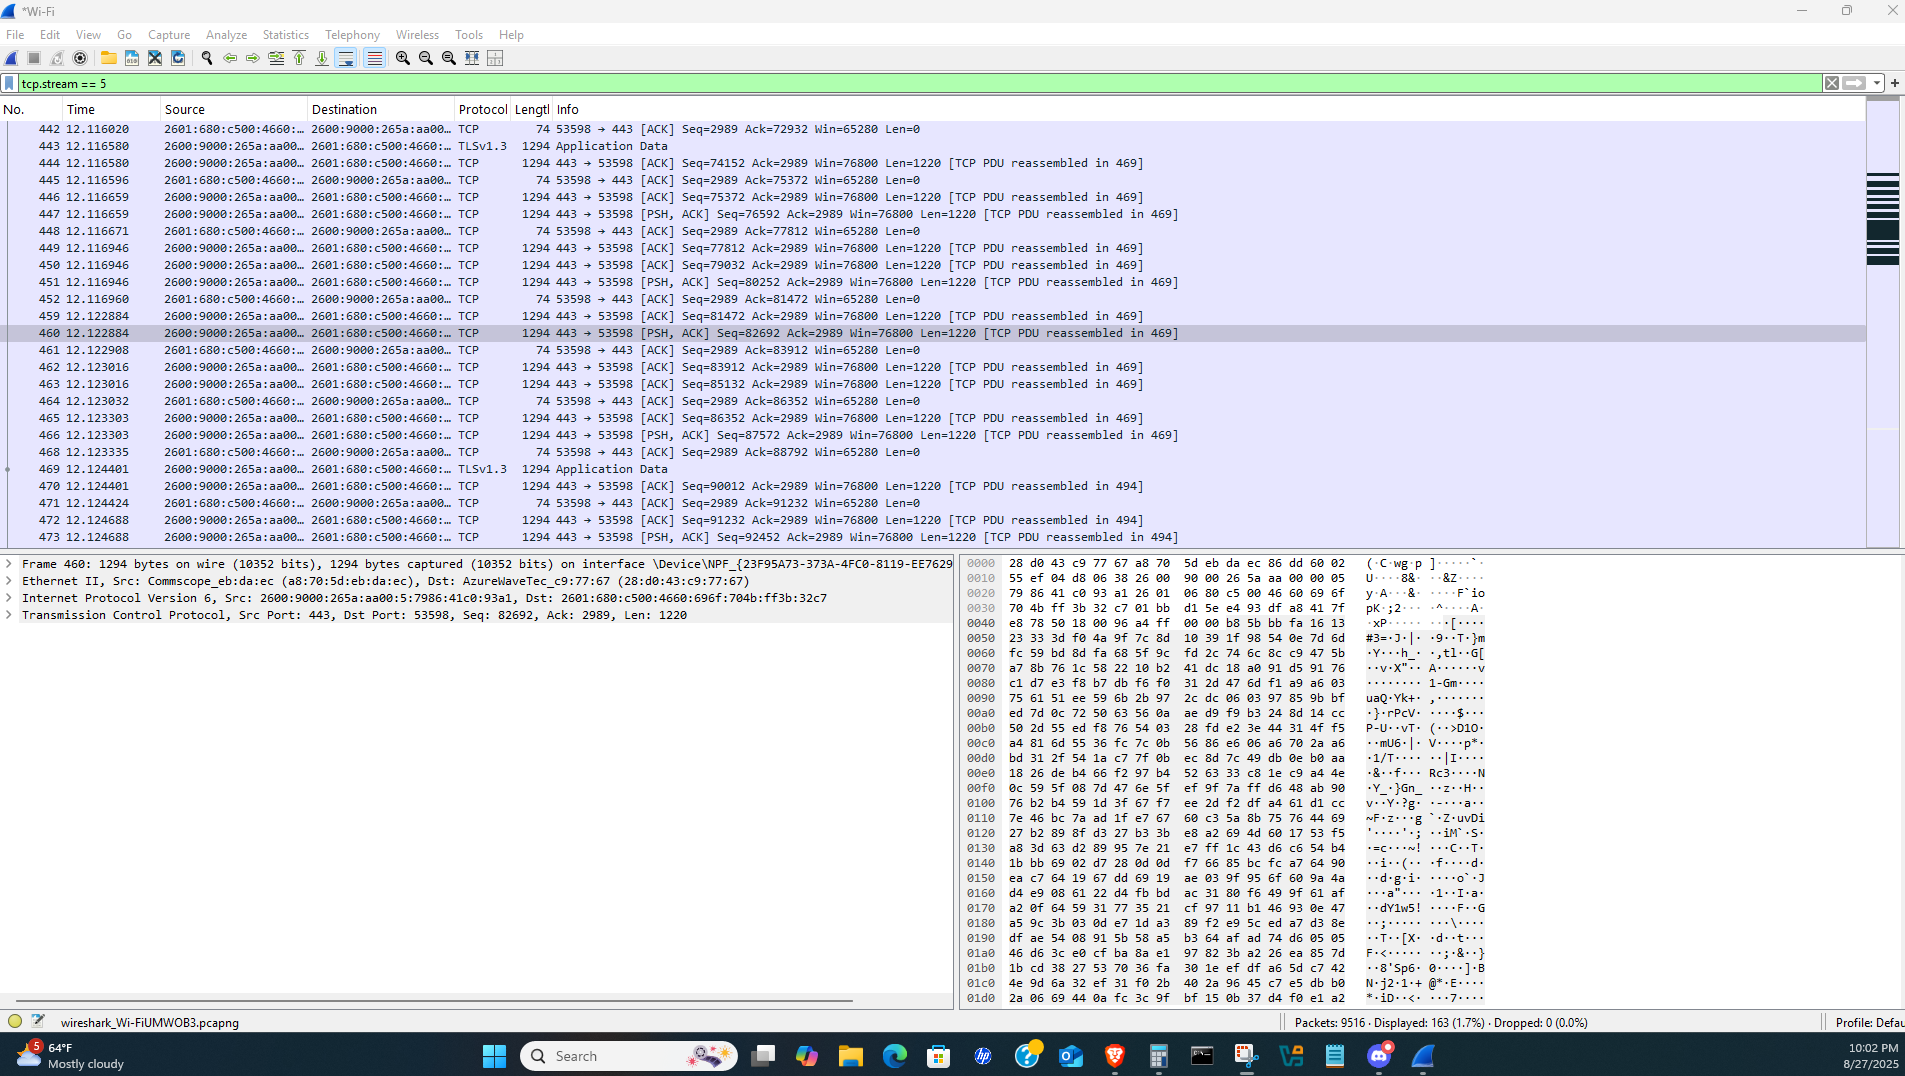 *Wi-Fi
File Edit View Go Capture Analyze Statistics Telephony Wireless Tools Help
tcp.stream == 5
No. Time Source Destination Protocol Lengtl Info
442 12.116020 2601:680:c500:4660:… 2600:9000:265a:aa00… TCP 74 53598 → 443 [ACK] Seq=2989 Ack=72932 Win=65280 Len=0
443 12.116580 2600:9000:265a:aa00… 2601:680:c500:4660:… TLSv1.3 1294 Application Data
444 12.116580 2600:9000:265a:aa00… 2601:680:c500:4660:… TCP 1294 443 → 53598 [ACK] Seq=74152 Ack=2989 Win=76800 Len=1220 [TCP PDU reassembled in 469]
445 12.116596 2601:680:c500:4660:… 2600:9000:265a:aa00… TCP 74 53598 → 443 [ACK] Seq=2989 Ack=75372 Win=65280 Len=0
446 12.116659 2600:9000:265a:aa00… 2601:680:c500:4660:… TCP 1294 443 → 53598 [ACK] Seq=75372 Ack=2989 Win=76800 Len=1220 [TCP PDU reassembled in 469]
447 12.116659 2600:9000:265a:aa00… 2601:680:c500:4660:… TCP 1294 443 → 53598 [PSH, ACK] Seq=76592 Ack=2989 Win=76800 Len=1220 [TCP PDU reassembled in 469]
448 12.116671 2601:680:c500:4660:… 2600:9000:265a:aa00… TCP 74 53598 → 443 [ACK] Seq=2989 Ack=77812 Win=65280 Len=0
449 12.116946 2600:9000:265a:aa00… 2601:680:c500:4660:… TCP 1294 443 → 53598 [ACK] Seq=77812 Ack=2989 Win=76800 Len=1220 [TCP PDU reassembled in 469]
450 12.116946 2600:9000:265a:aa00… 2601:680:c500:4660:… TCP 1294 443 → 53598 [ACK] Seq=79032 Ack=2989 Win=76800 Len=1220 [TCP PDU reassembled in 469]
451 12.116946 2600:9000:265a:aa00… 2601:680:c500:4660:… TCP 1294 443 → 53598 [PSH, ACK] Seq=80252 Ack=2989 Win=76800 Len=1220 [TCP PDU reassembled in 469]
452 12.116960 2601:680:c500:4660:… 2600:9000:265a:aa00… TCP 74 53598 → 443 [ACK] Seq=2989 Ack=81472 Win=65280 Len=0
459 12.122884 2600:9000:265a:aa00… 2601:680:c500:4660:… TCP 1294 443 → 53598 [ACK] Seq=81472 Ack=2989 Win=76800 Len=1220 [TCP PDU reassembled in 469]
460 12.122884 2600:9000:265a:aa00… 2601:680:c500:4660:… TCP 1294 443 → 53598 [PSH, ACK] Seq=82692 Ack=2989 Win=76800 Len=1220 [TCP PDU reassembled in 469]
461 12.122908 2601:680:c500:4660:… 2600:9000:265a:aa00… TCP 74 53598 → 443 [ACK] Seq=2989 Ack=83912 Win=65280 Len=0
462 12.123016 2600:9000:265a:aa00… 2601:680:c500:4660:… TCP 1294 443 → 53598 [ACK] Seq=83912 Ack=2989 Win=76800 Len=1220 [TCP PDU reassembled in 469]
463 12.123016 2600:9000:265a:aa00… 2601:680:c500:4660:… TCP 1294 443 → 53598 [ACK] Seq=85132 Ack=2989 Win=76800 Len=1220 [TCP PDU reassembled in 469]
464 12.123032 2601:680:c500:4660:… 2600:9000:265a:aa00… TCP 74 53598 → 443 [ACK] Seq=2989 Ack=86352 Win=65280 Len=0
465 12.123303 2600:9000:265a:aa00… 2601:680:c500:4660:… TCP 1294 443 → 53598 [ACK] Seq=86352 Ack=2989 Win=76800 Len=1220 [TCP PDU reassembled in 469]
466 12.123303 2600:9000:265a:aa00… 2601:680:c500:4660:… TCP 1294 443 → 53598 [PSH, ACK] Seq=87572 Ack=2989 Win=76800 Len=1220 [TCP PDU reassembled in 469]
468 12.123335 2601:680:c500:4660:… 2600:9000:265a:aa00… TCP 74 53598 → 443 [ACK] Seq=2989 Ack=88792 Win=65280 Len=0
469 12.124401 2600:9000:265a:aa00… 2601:680:c500:4660:… TLSv1.3 1294 Application Data
470 12.124401 2600:9000:265a:aa00… 2601:680:c500:4660:… TCP 1294 443 → 53598 [ACK] Seq=90012 Ack=2989 Win=76800 Len=1220 [TCP PDU reassembled in 494]
471 12.124424 2601:680:c500:4660:… 2600:9000:265a:aa00… TCP 74 53598 → 443 [ACK] Seq=2989 Ack=91232 Win=65280 Len=0
472 12.124688 2600:9000:265a:aa00… 2601:680:c500:4660:… TCP 1294 443 → 53598 [ACK] Seq=91232 Ack=2989 Win=76800 Len=1220 [TCP PDU reassembled in 494]
473 12.124688 2600:9000:265a:aa00… 2601:680:c500:4660:… TCP 1294 443 → 53598 [PSH, ACK] Seq=92452 Ack=2989 Win=76800 Len=1220 [TCP PDU reassembled in 494]
Frame 460: 1294 bytes on wire (10352 bits), 1294 bytes captured (10352 bits) on interface \Device\NPF_{23F95A73-373A-4FC0-8119-EE7629
Ethernet II, Src: Commscope_eb:da:ec (a8:70:5d:eb:da:ec), Dst: AzureWaveTec_c9:77:67 (28:d0:43:c9:77:67)
Internet Protocol Version 6, Src: 2600:9000:265a:aa00:5:7986:41c0:93a1, Dst: 2601:680:c500:4660:696f:704b:ff3b:32c7
Transmission Control Protocol, Src Port: 443, Dst Port: 53598, Seq: 82692, Ack: 2989, Len: 1220
0000 28 d0 43 c9 77 67 a8 70 5d eb da ec 86 dd 60 02 (·C·wg·p ]·····`·
0010 55 ef 04 d8 06 38 26 00 90 00 26 5a aa 00 00 05 U····8&· ··&Z····
0020 79 86 41 c0 93 a1 26 01 06 80 c5 00 46 60 69 6f y·A···&· ····F`io
0030 70 4b ff 3b 32 c7 01 bb d1 5e e4 93 df a8 41 7f pK·;2··· ·^····A·
0040 e8 78 50 18 00 96 a4 ff 00 00 b8 5b bb fa 16 13 ·xP····· ···[····
0050 23 33 3d f0 4a 9f 7c 8d 10 39 1f 98 54 0e 7d 6d #3=·J·|· ·9··T·}m
0060 fc 59 bd 8d fa 68 5f 9c fd 2c 74 6c 8c c9 47 5b ·Y···h_· ·,tl··G[
0070 a7 8b 76 1c 58 22 10 b2 41 dc 18 a0 91 d5 91 76 ··v·X"·· A······v
0080 c1 d7 e3 f8 b7 db f6 f0 31 2d 47 6d f1 a9 a6 03 ········ 1-Gm····
0090 75 61 51 ee 59 6b 2b 97 2c dc 06 03 97 85 9b bf uaQ·Yk+· ,·······
00a0 ed 7d 0c 72 50 63 56 0a ae d9 f9 b3 24 8d 14 cc ·}·rPcV· ····$···
00b0 50 2d 55 ed f8 76 54 03 28 fd e2 3e 44 31 4f f5 P-U··vT· (··>D1O·
00c0 a4 81 6d 55 36 fc 7c 0b 56 86 e6 06 a6 70 2a a6 ··mU6·|· V····p*·
00d0 bd 31 2f 54 1a c7 7f 0b ec 8d 7c 49 db 0e b0 aa ·1/T···· ··|I····
00e0 18 26 de b4 66 f2 97 b4 52 63 33 c8 1e c9 a4 4e ·&··f··· Rc3····N
00f0 0c 59 5f 08 7d 47 6e 5f ef 9f 7a ff d6 48 ab 90 ·Y_·}Gn_ ··z··H··
0100 76 b2 b4 59 1d 3f 67 f7 ee 2d f2 df a4 61 d1 cc v··Y·?g· ·-···a··
0110 7e 46 bc 7a ad 1f e7 67 60 c3 5a 8b 75 76 44 69 ~F·z···g `·Z·uvDi
0120 27 b2 89 8f d3 27 b3 3b e8 a2 69 4d 60 17 53 f5 '····'·; ··iM`·S·
0130 a8 3d 63 d2 89 95 7e 21 e7 ff 1c 43 d6 c6 54 b4 ·=c···~! ···C··T·
0140 1b bb 69 02 d7 28 0d 0d f7 66 85 bc fc a7 64 90 ··i··(·· ·f····d·
0150 ea c7 64 19 67 dd 69 19 ae 03 9f 95 6f 60 9a 4a ··d·g·i· ····o`·J
0160 d4 e9 08 61 22 d4 fb bd ac 31 80 f6 49 9f 61 af ···a"··· ·1··I·a·
0170 a2 0f 64 59 31 77 35 21 cf 97 11 b1 46 93 0e 47 ··dY1w5! ····F··G
0180 a5 9c 3b 03 0d e7 1d a3 89 f2 e9 5c ed a7 d3 8e ··;····· ···\····
0190 df ae 54 08 91 5b 58 a5 b3 64 af ad 74 d6 05 05 ··T··[X· ·d··t···
01a0 46 d6 3c e0 cf ba 8a e1 97 82 3b a2 26 ea 85 7d F·<····· ··;·&··}
01b0 1b cd 38 27 53 70 36 fa 30 1e ef df a6 5d c7 42 ··8'Sp6· 0····]·B
01c0 4e 9d 6a 32 ef 31 f0 2b 40 2a 96 45 c7 e5 db b0 N·j2·1·+ @*·E····
01d0 2a 06 69 44 0a fc 3c 9f bf 15 0b 37 d4 f0 e1 a2 *·iD··<· ···7····
wireshark_Wi-FiUMWOB3.pcapng
Packets: 9516 · Displayed: 163 (1.7%) · Dropped: 0 (0.0%)
Profile: Defau
5
64°F
Mostly cloudy
Search
hp
10:02 PM
8/27/2025